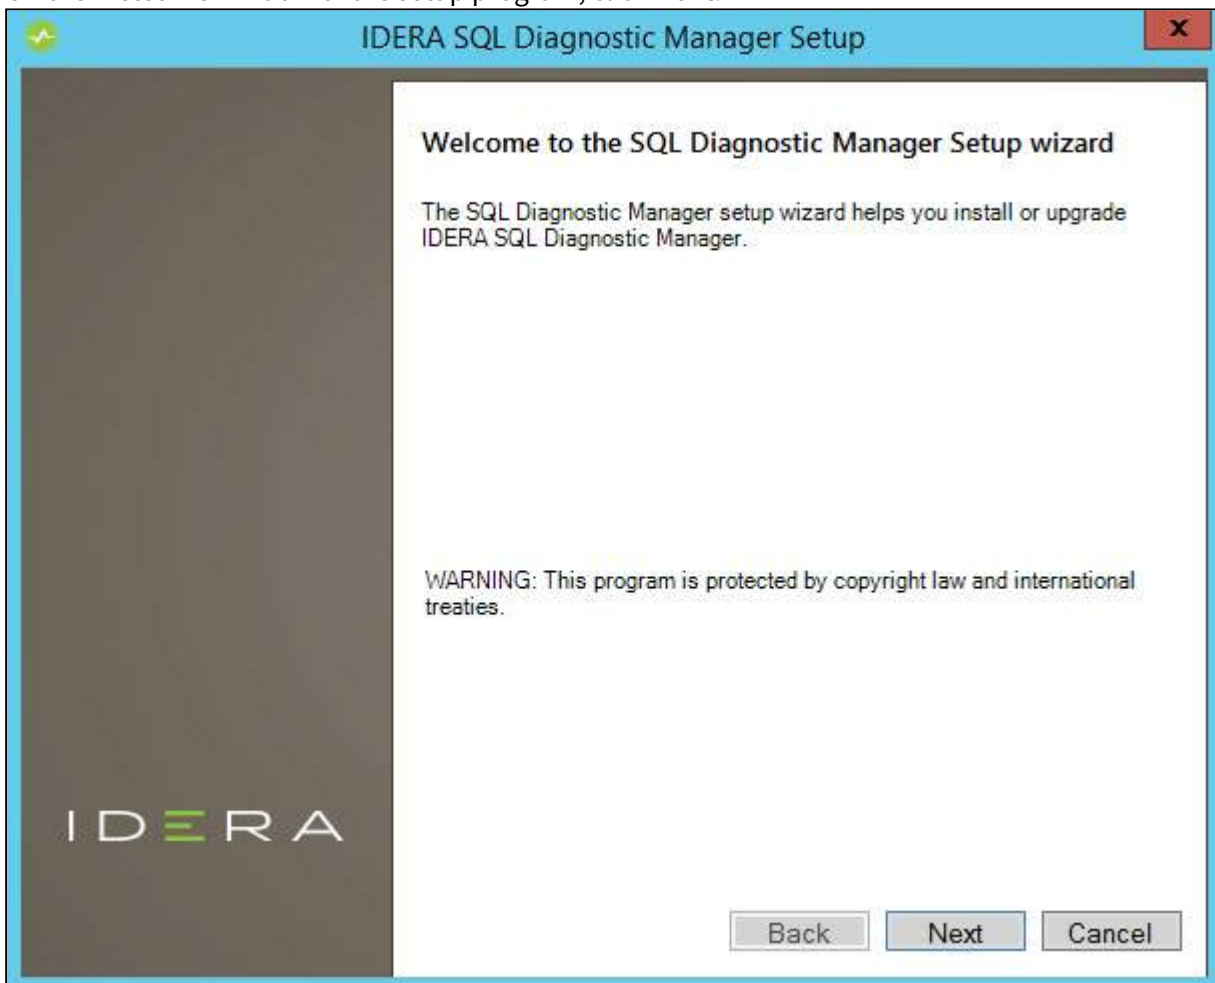 IDERA SQL Diagnostic Manager Setup
x
Welcome to the SQL Diagnostic Manager Setup wizard
The SQL Diagnostic Manager setup wizard helps you install or upgrade
IDERA SQL Diagnostic Manager.
WARNING: This program is protected by copyright law and international
treaties.
IDERA
Back Next Cancel